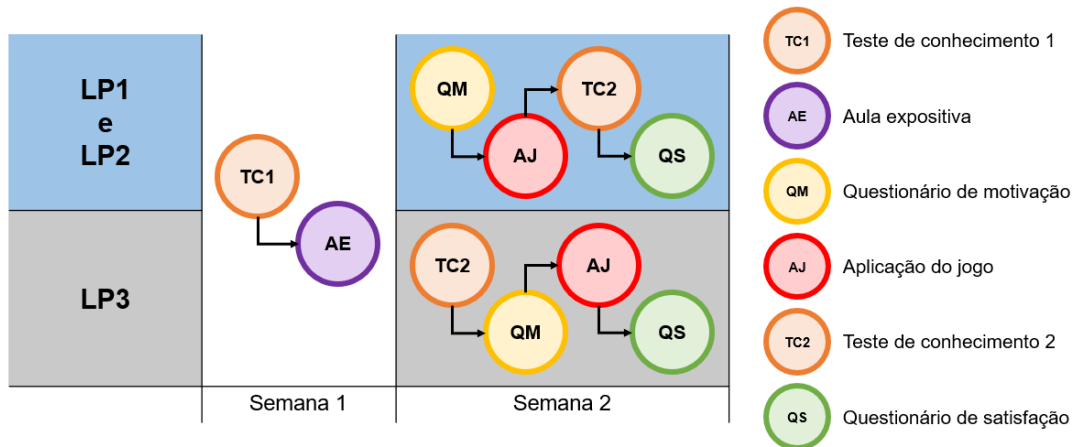 LP1
e
LP2
LP3
TC1
AE
QM
AJ
TC2
QS
TC2
QM
AJ
QS
Semana 1
Semana 2
TC1 Teste de conhecimento 1
AE Aula expositiva
QM Questionário de motivação
AJ Aplicação do jogo
TC2 Teste de conhecimento 2
QS Questionário de satisfação